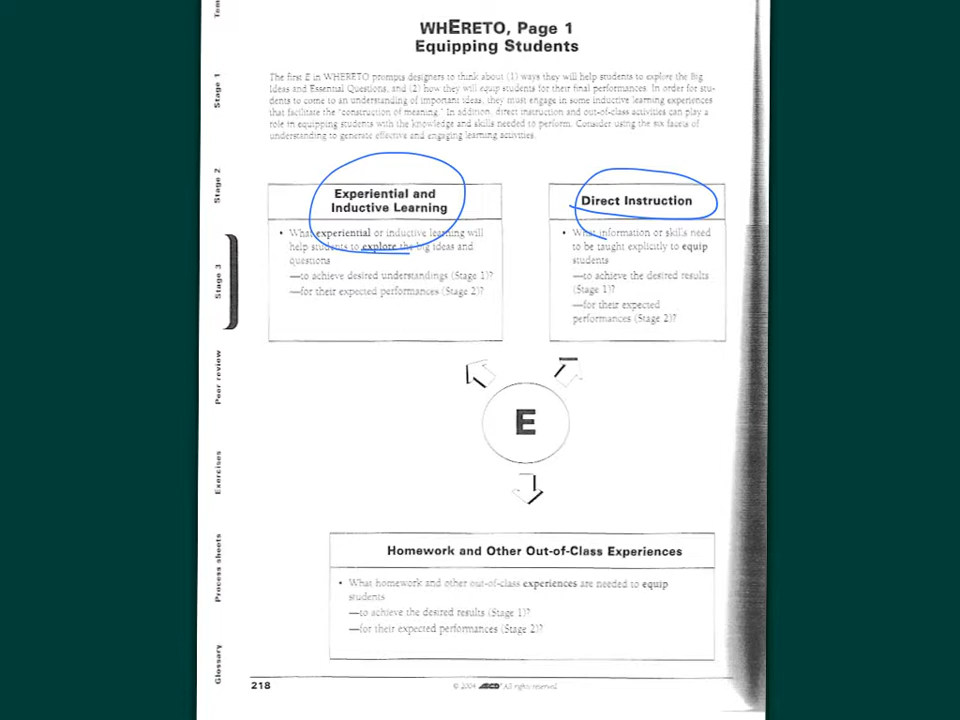 WHERETO, Page 1
Equipping Students
The first E in WHERETO prompts designers to think about (1) ways they will help students to explore the Big
Ideas and Essential Questions, and (2) how they will equip students for their final performances. In order for stu-
dents to come to an understanding of important ideas, they must engage in some inductive learning experiences
that facilitate the "construction of meaning." In addition, direct instruction and out-of-class activities can play a
role in equipping students with the knowledge and skills needed to perform. Consider using the six facets of
understanding to generate effective and engaging learning activities.
Stage 1
Stage 2
Stage 3
Peer review
Exercises
Process sheets
Glossary
Experiential and
Inductive Learning
• What experiential or inductive learning will
help students to explore the big ideas and
questions
—to achieve desired understandings (Stage 1)?
—for their expected performances (Stage 2)?
Direct Instruction
• What information or skills need
to be taught explicitly to equip
students
—to achieve the desired results
(Stage 1)?
—for their expected
performances (Stage 2)?
E
Homework and Other Out-of-Class Experiences
• What homework and other out-of-class experiences are needed to equip
students
—to achieve the desired results (Stage 1)?
—for their expected performances (Stage 2)?
218
© 2004 ASCD All rights reserved